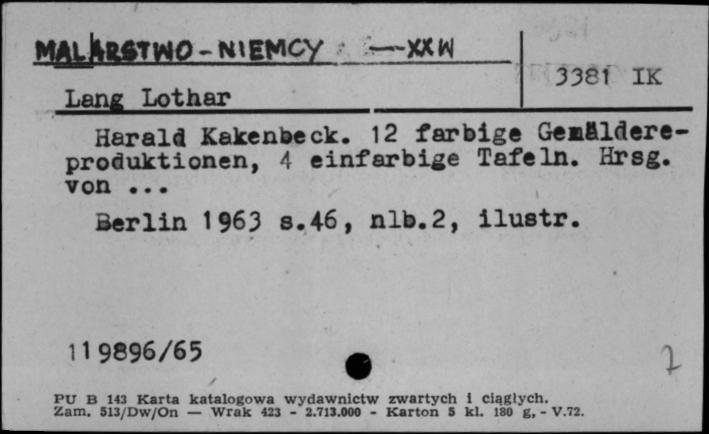 MALARSTWO - NIEMCY — XX W
3381 IK
Lang Lothar
Harald Kakenbeck. 12 farbige Gemäldere-
produktionen, 4 einfarbige Tafeln. Hrsg.
von ...
Berlin 1963 s.46, nlb.2, ilustr.
119896/65
PU B 143 Karta katalogowa wydawnictw zwartych i ciągłych.
Zam. 513/Dw/On — Wrak 423 - 2.713.000 - Karton 5 kl. 180 g, - V.72.